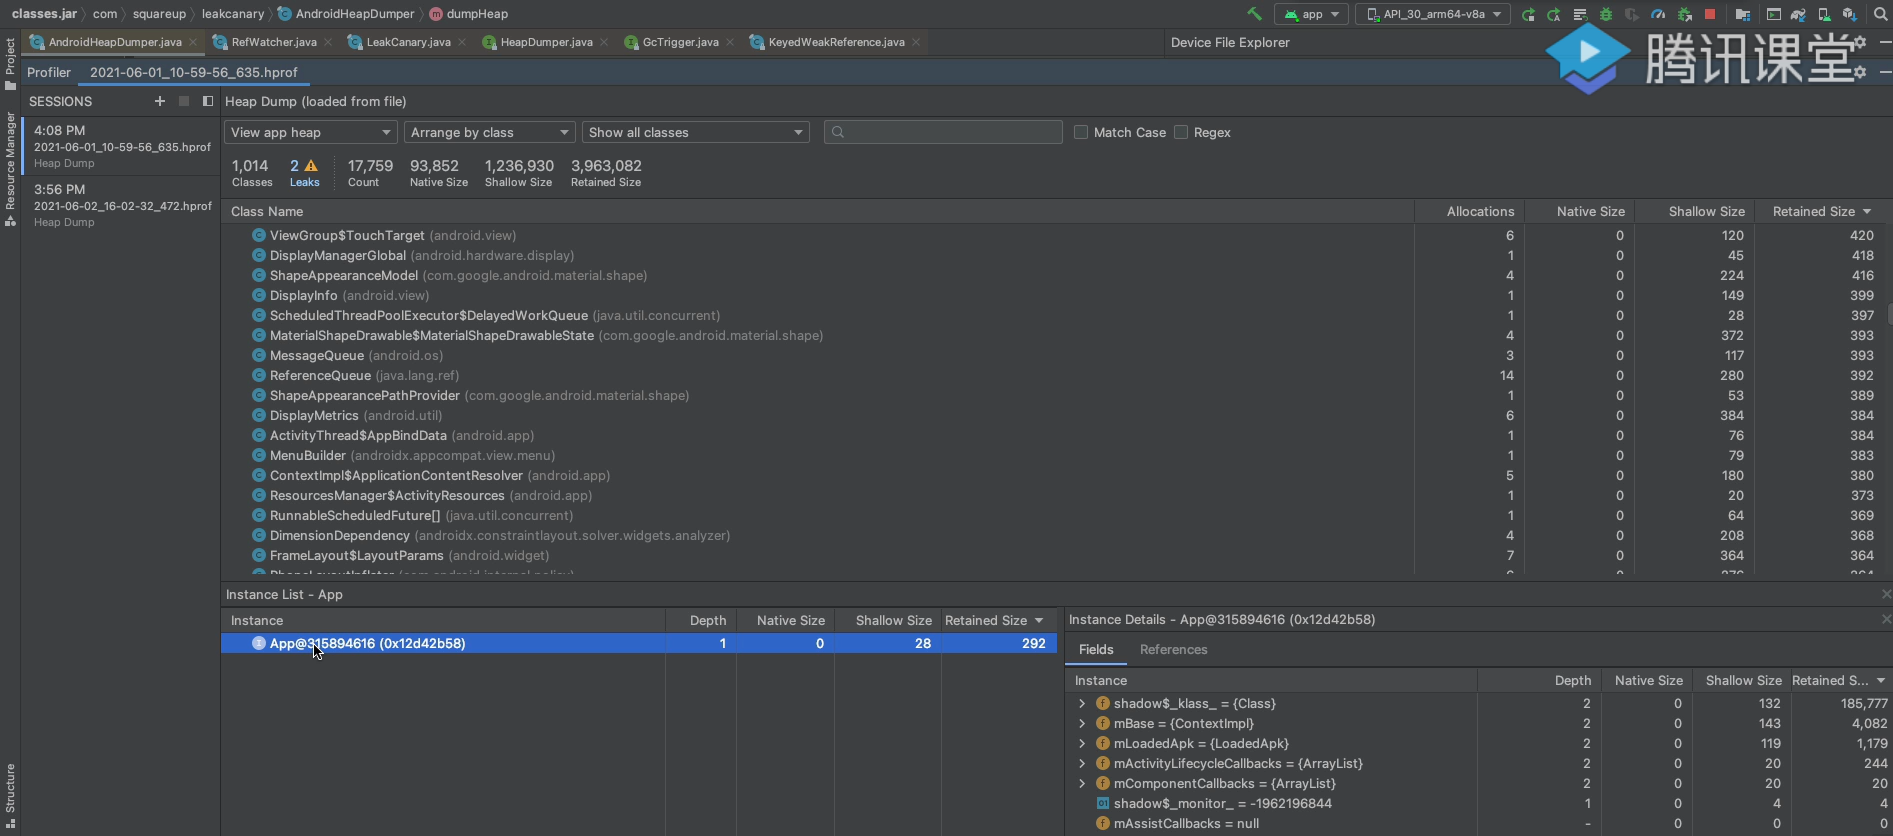 classes.jar › com › squareup › leakcanary › AndroidHeapDumper › dumpHeap
app
API_30_arm64-v8a
AndroidHeapDumper.java
RefWatcher.java
LeakCanary.java
HeapDumper.java
GcTrigger.java
KeyedWeakReference.java
Device File Explorer
腾讯课堂
Project
Resource Manager
Structure
Profiler
2021-06-01_10-59-56_635.hprof
SESSIONS
Heap Dump (loaded from file)
4:08 PM
2021-06-01_10-59-56_635.hprof
Heap Dump
3:56 PM
2021-06-02_16-02-32_472.hprof
Heap Dump
View app heap
Arrange by class
Show all classes
Match Case
Regex
1,014 2 17,759 93,852 1,236,930 3,963,082
Classes Leaks Count Native Size Shallow Size Retained Size
Class Name Allocations Native Size Shallow Size Retained Size
ViewGroup$TouchTarget (android.view) 6 0 120 420
DisplayManagerGlobal (android.hardware.display) 1 0 45 418
ShapeAppearanceModel (com.google.android.material.shape) 4 0 224 416
DisplayInfo (android.view) 1 0 149 399
ScheduledThreadPoolExecutor$DelayedWorkQueue (java.util.concurrent) 1 0 28 397
MaterialShapeDrawable$MaterialShapeDrawableState (com.google.android.material.shape) 4 0 372 393
MessageQueue (android.os) 3 0 117 393
ReferenceQueue (java.lang.ref) 14 0 280 392
ShapeAppearancePathProvider (com.google.android.material.shape) 1 0 53 389
DisplayMetrics (android.util) 6 0 384 384
ActivityThread$AppBindData (android.app) 1 0 76 384
MenuBuilder (androidx.appcompat.view.menu) 1 0 79 383
ContextImpl$ApplicationContentResolver (android.app) 5 0 180 380
ResourcesManager$ActivityResources (android.app) 1 0 20 373
RunnableScheduledFuture[] (java.util.concurrent) 1 0 64 369
DimensionDependency (androidx.constraintlayout.solver.widgets.analyzer) 4 0 208 368
FrameLayout$LayoutParams (android.widget) 7 0 364 364
Instance List - App
Instance Depth Native Size Shallow Size Retained Size
App@315894616 (0x12d42b58) 1 0 28 292
Instance Details - App@315894616 (0x12d42b58)
Fields References
Instance Depth Native Size Shallow Size Retained S...
shadow$_klass_ = {Class} 2 0 132 185,777
mBase = {ContextImpl} 2 0 143 4,082
mLoadedApk = {LoadedApk} 2 0 119 1,179
mActivityLifecycleCallbacks = {ArrayList} 2 0 20 244
mComponentCallbacks = {ArrayList} 2 0 20 20
shadow$_monitor_ = -1962196844 1 0 4 4
mAssistCallbacks = null - 0 0 0